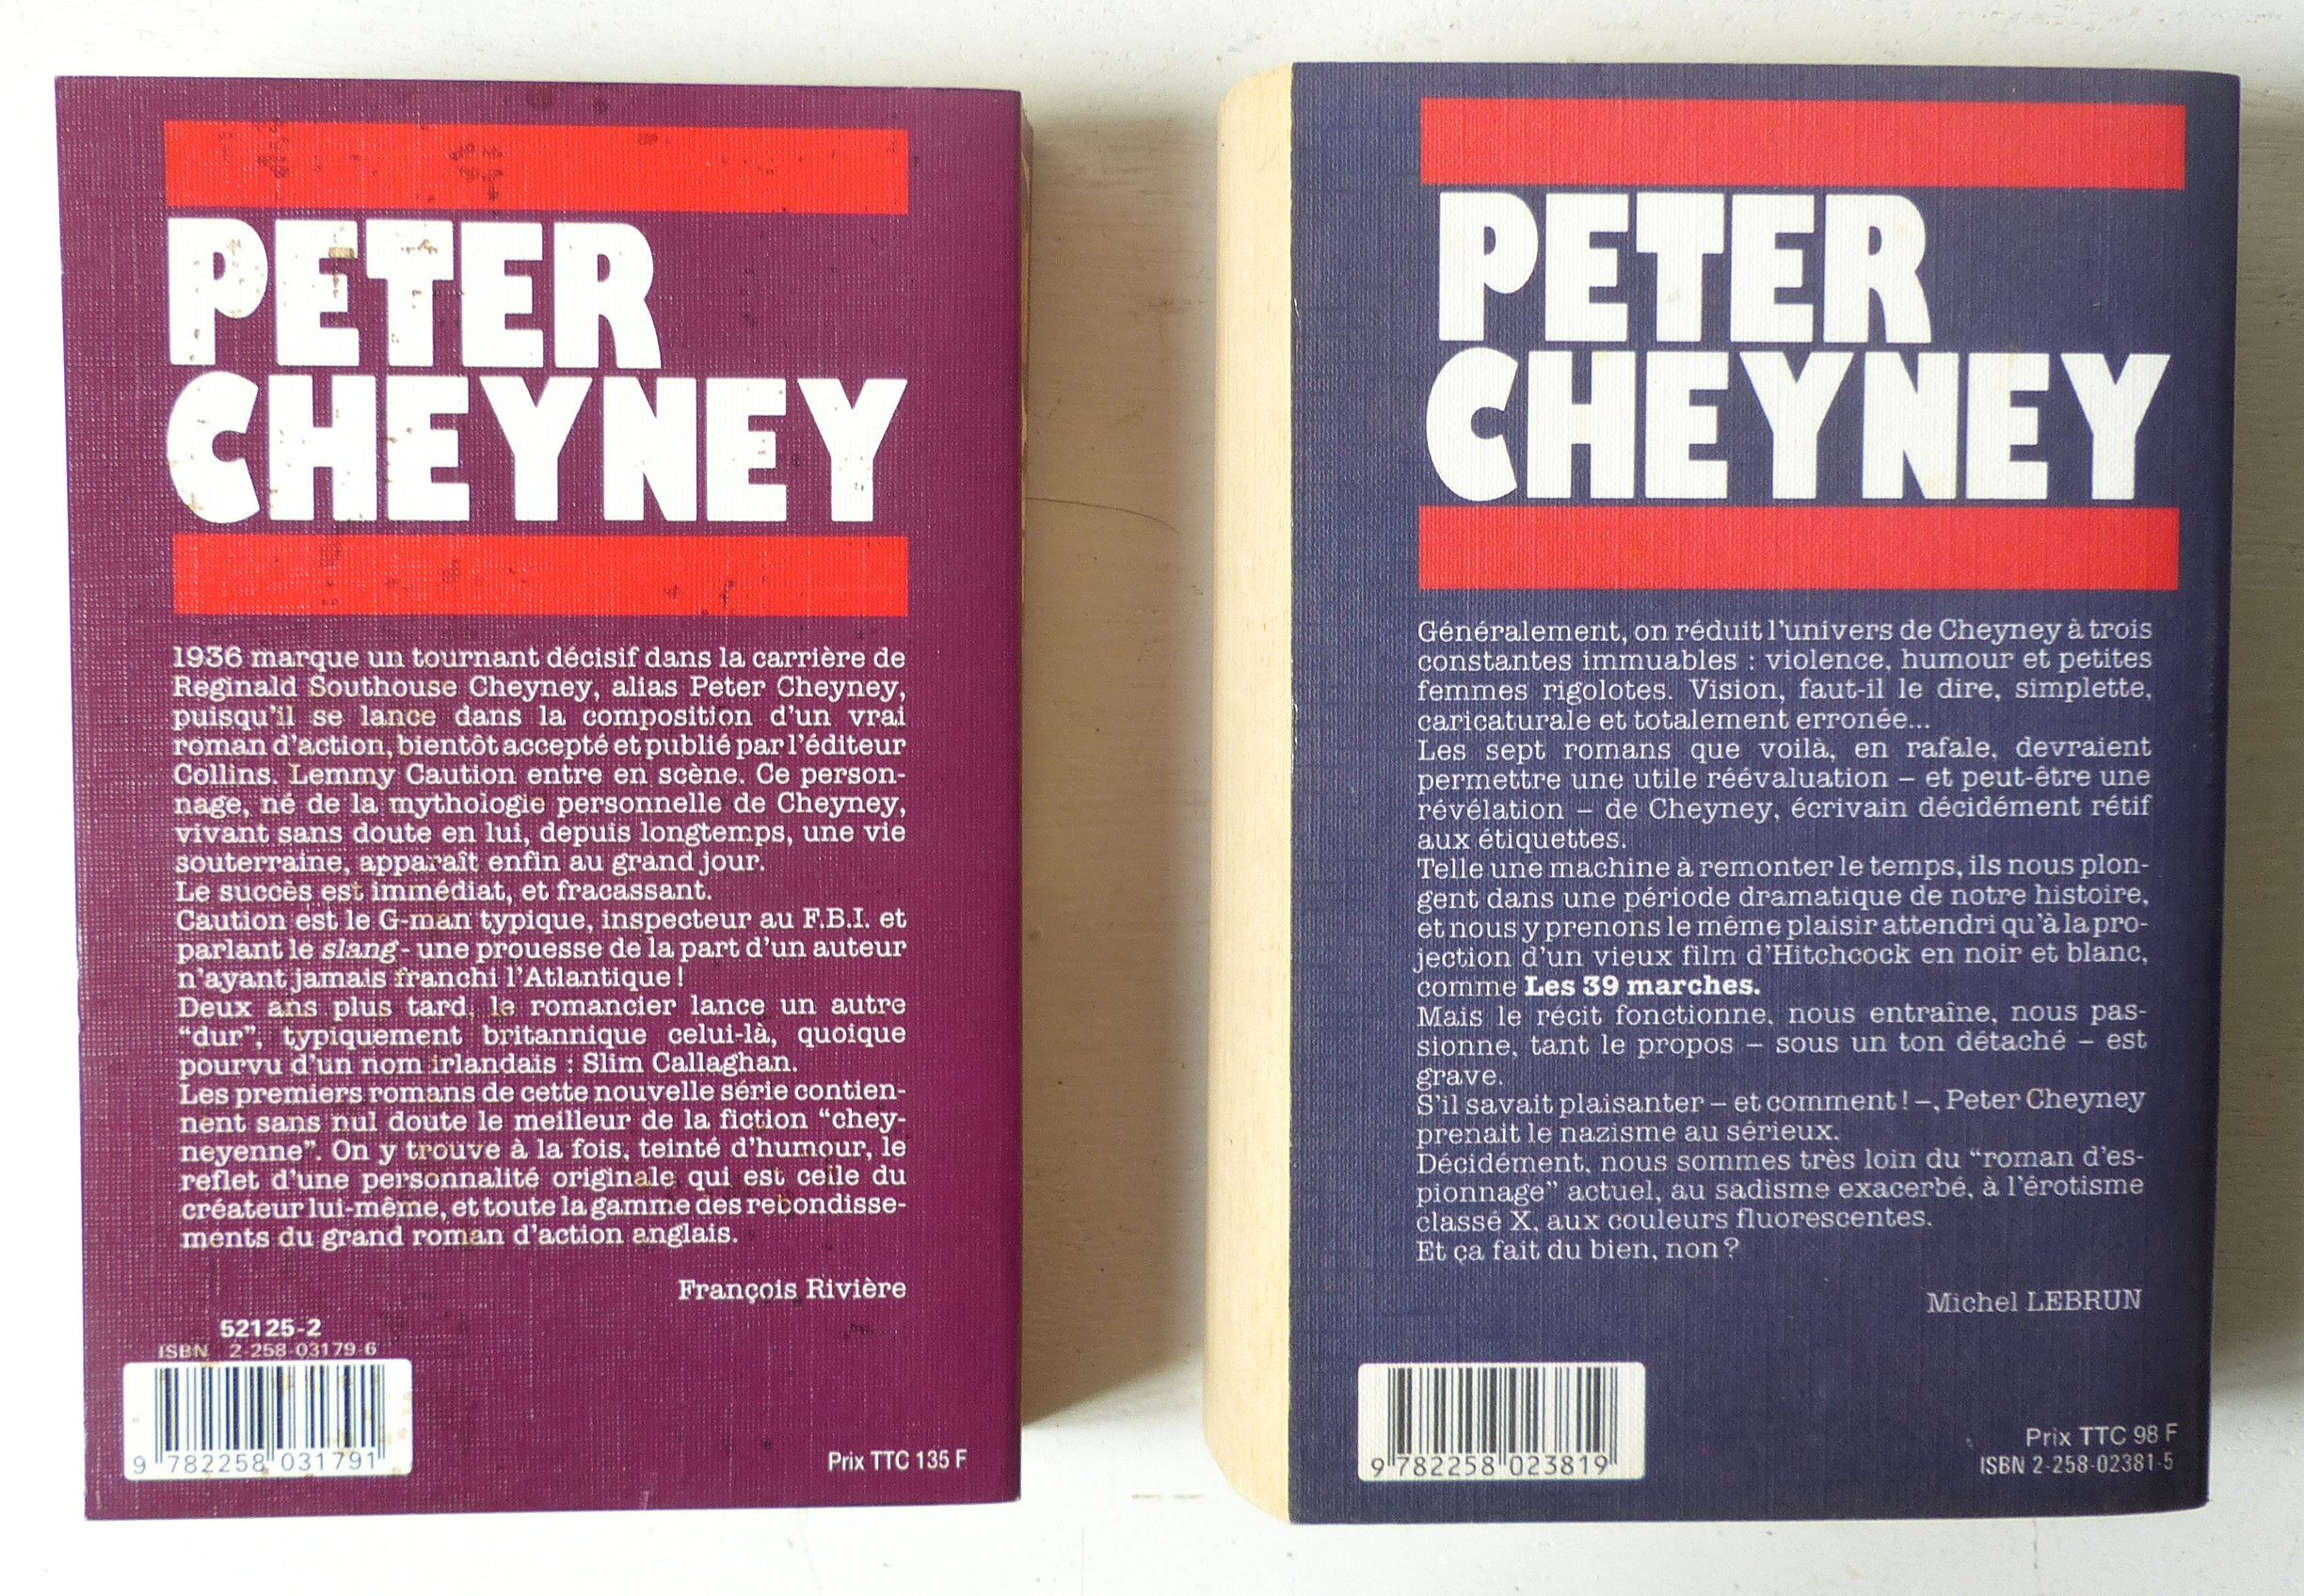 PETER
CHEYNEY
1936 marque un tournant décisif dans la carrière de
Reginald Southouse Cheyney, alias Peter Cheyney,
puisqu'il se lance dans la composition d'un vrai
roman d'action, bientôt accepté et publié par l'éditeur
Collins. Lemmy Caution entre en scène. Ce person-
nage, né de la mythologie personnelle de Cheyney,
vivant sans doute en lui, depuis longtemps, une vie
souterraine, apparaît enfin au grand jour.
Le succès est immédiat, et fracassant.
Caution est le G-man typique, inspecteur au F.B.I. et
parlant le slang - une prouesse de la part d'un auteur
n'ayant jamais franchi l'Atlantique !
Deux ans plus tard, le romancier lance un autre
“dur”, typiquement britannique celui-là, quoique
pourvu d'un nom irlandais : Slim Callaghan.
Les premiers romans de cette nouvelle série contien-
nent sans nul doute le meilleur de la fiction “chey-
neyenne”. On y trouve à la fois, teinté d'humour, le
reflet d'une personnalité originale qui est celle du
créateur lui-même, et toute la gamme des rebondisse-
ments du grand roman d'action anglais.
François Rivière
52125-2
ISBN 2-258-03179-6
9 782258 031791
Prix TTC 135 F
PETER
CHEYNEY
Généralement, on réduit l'univers de Cheyney à trois
constantes immuables : violence, humour et petites
femmes rigolotes. Vision, faut-il le dire, simplette,
caricaturale et totalement erronée...
Les sept romans que voilà, en rafale, devraient
permettre une utile réévaluation – et peut-être une
révélation – de Cheyney, écrivain décidément rétif
aux étiquettes.
Telle une machine à remonter le temps, ils nous plon-
gent dans une période dramatique de notre histoire,
et nous y prenons le même plaisir attendri qu'à la pro-
jection d'un vieux film d'Hitchcock en noir et blanc,
comme Les 39 marches.
Mais le récit fonctionne, nous entraîne, nous pas-
sionne, tant le propos – sous un ton détaché – est
grave.
S'il savait plaisanter – et comment ! –, Peter Cheyney
prenait le nazisme au sérieux.
Décidément, nous sommes très loin du “roman d'es-
pionnage” actuel, au sadisme exacerbé, à l'érotisme
classé X, aux couleurs fluorescentes.
Et ça fait du bien, non ?
Michel LEBRUN
9 782258 023819
Prix TTC 98 F
ISBN 2-258-02381-5